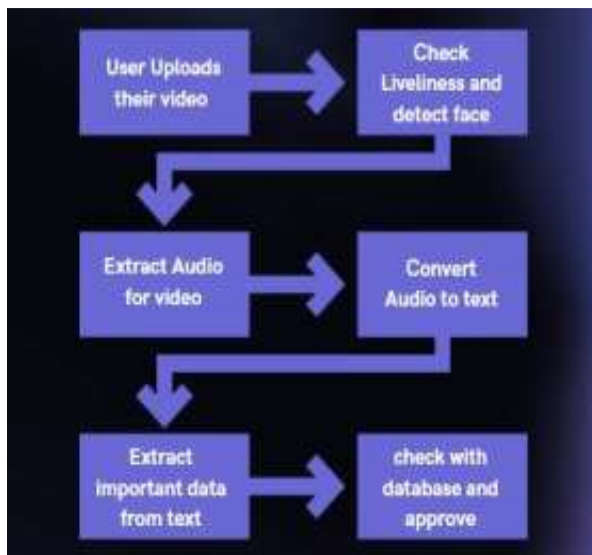 User Uploads
their video
Check
Liveliness and
detect face
Extract Audio
for video
Convert
Audio to text
Extract
important data
from text
check with
database and
approve